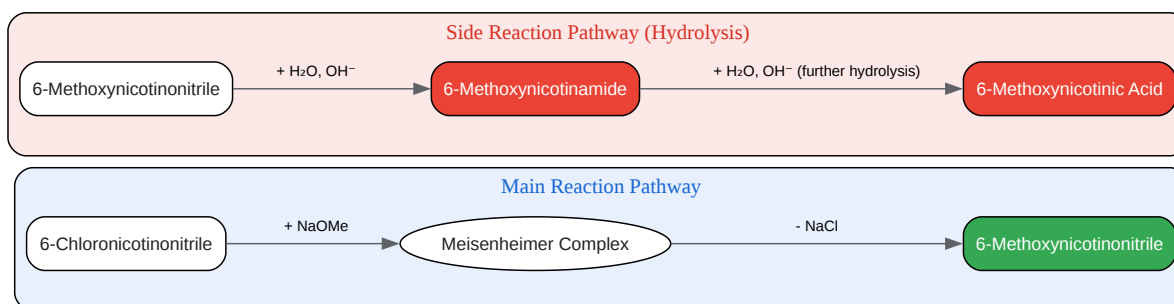 Side Reaction Pathway (Hydrolysis)
6-Methoxynicotinonitrile
+ H₂O, OH⁻
6-Methoxynicotinamide
+ H₂O, OH⁻ (further hydrolysis)
6-Methoxynicotinic Acid
Main Reaction Pathway
6-Chloronicotinonitrile
+ NaOMe
Meisenheimer Complex
- NaCl
6-Methoxynicotinonitrile